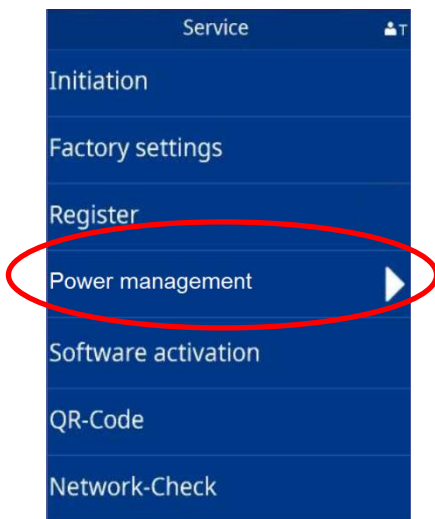 Service
T
Initiation
Factory settings
Register
Power management
Software activation
QR-Code
Network-Check